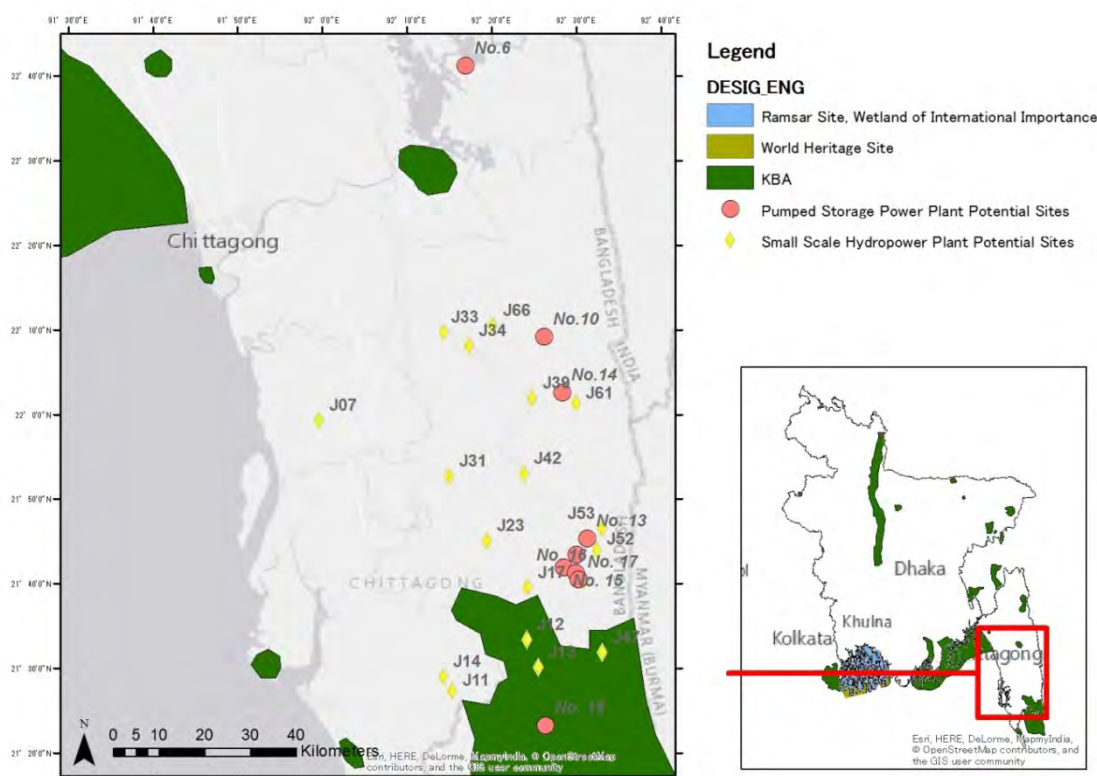 91° 30'0"E
91° 40'0"E
91° 50'0"E
92° 0'0"E
92° 10'0"E
92° 20'0"E
92° 30'0"E
92° 40'0"E
No.6
22° 40'0"N
22° 30'0"N
22° 20'0"N
Chittagong
BANGLADESH
INDIA
22° 10'0"N
J33
J34
J66
No.10
No.14
J39
J61
22° 0'0"N
J07
J31
J42
21° 50'0"N
J53
No. 13
J23
J52
No. 16
No. 17
J17
No. 15
21° 40'0"N
CHITTAGONG
BANGLADESH
MYANMAR (BURMA)
J12
J13
21° 30'0"N
J14
J11
21° 20'0"N
N
0 5 10 20 30 40
Kilometers
Esri, HERE, DeLorme, MapmyIndia, © OpenStreetMap
contributors, and the GIS user community
Legend
DESIG_ENG
Ramsar Site, Wetland of International Importance
World Heritage Site
KBA
Pumped Storage Power Plant Potential Sites
Small Scale Hydropower Plant Potential Sites
Dhaka
Khulna
Kolkata
ttagong
Esri, HERE, DeLorme, MapmyIndia,
© OpenStreetMap contributors, and
the GIS user community